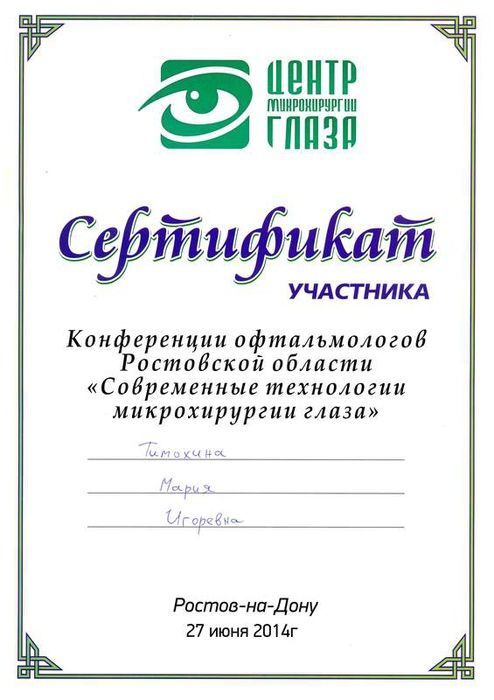 ЦЕНТР
МИКРОХИРУРГИИ
ГЛАЗА
Сертификат
УЧАСТНИКА
Конференции офтальмологов
Ростовской области
«Современные технологии
микрохирургии глаза»
Тимохина
Мария
Игоревна
Ростов-на-Дону
27 июня 2014г